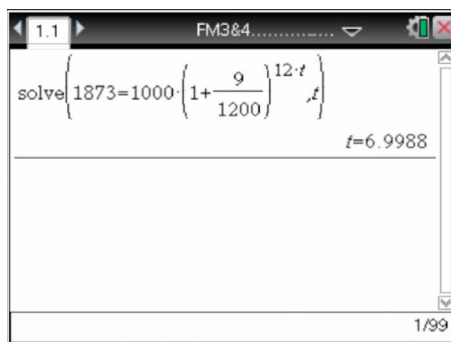 1.1 FM3&4..............
solve(1873=1000·(1+9/1200)^12·t,t)
t=6.9988
1/99